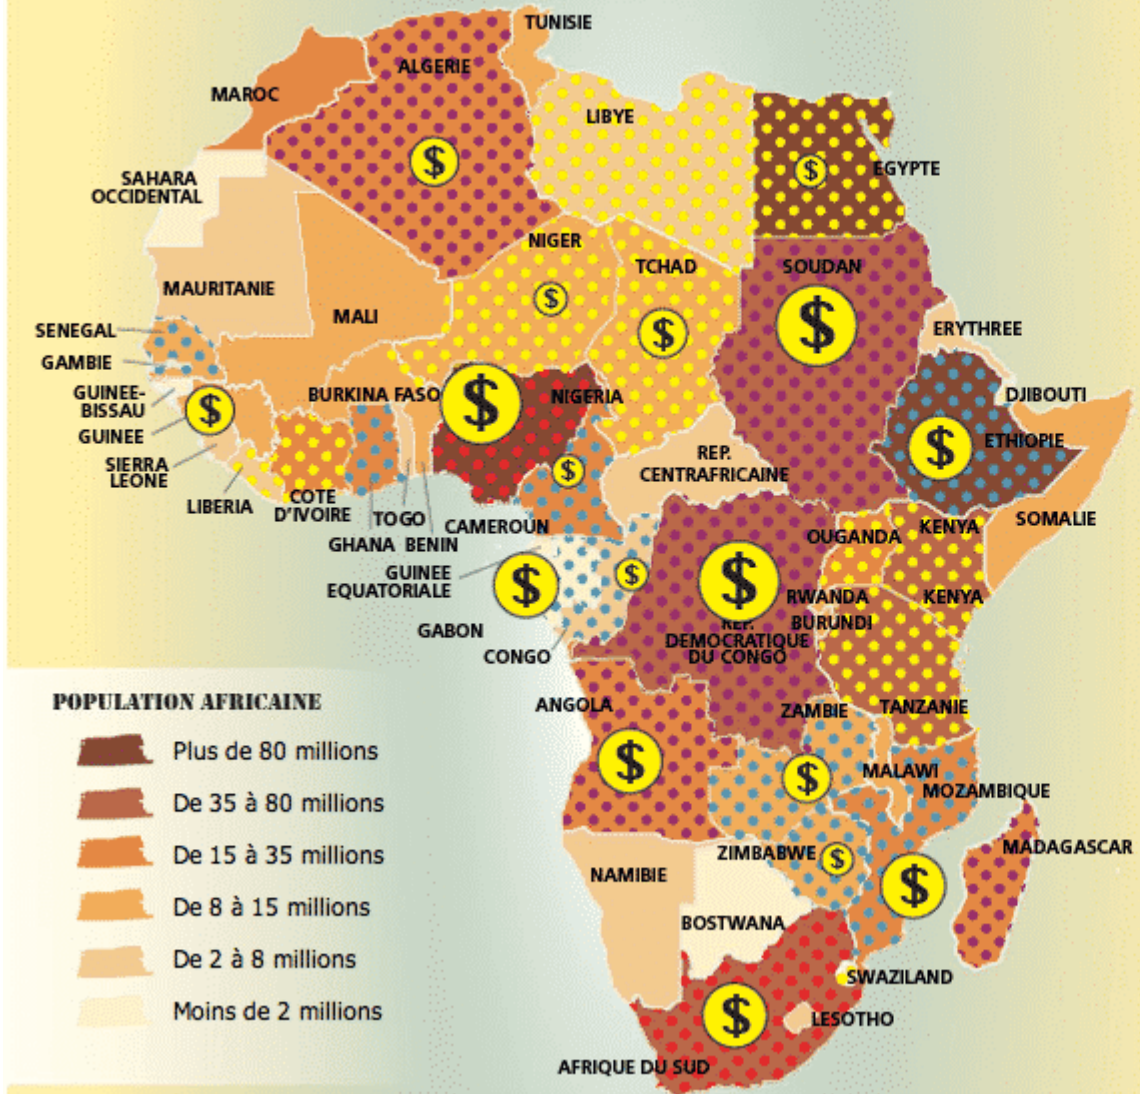 TUNISIE
ALGERIE
MAROC
LIBYE
$
$
EGYPTE
SAHARA
OCCIDENTAL
NIGER
TCHAD
SOUDAN
MAURITANIE
$
MALI
$
$
SENEGAL
ERYTHREE
GAMBIE
GUINEE-
BISSAU
BURKINA FASO
$
NIGERIA
DJIBOUTI
$
GUINEE
$
ETHIOPIE
SIERRA
LEONE
REP.
CENTRAFRICAINE
$
LIBERIA
COTE
D'IVOIRE
TOGO
CAMEROUN
GHANA
BENIN
OUGANDA
KENYA
SOMALIE
GUINEE
EQUATORIALE
$
$
$
RWANDA
KENYA
GABON
REP.
DEMOCRATIQUE
DU CONGO
BURUNDI
CONGO
ANGOLA
ZAMBIE
TANZANIE
$
$
MALAWI
MOZAMBIQUE
ZIMBABWE
$
MADAGASCAR
NAMIBIE
$
BOSTWANA
SWAZILAND
$
LESOTHO
AFRIQUE DU SUD
POPULATION AFRICAINE
Plus de 80 millions
De 35 à 80 millions
De 15 à 35 millions
De 8 à 15 millions
De 2 à 8 millions
Moins de 2 millions